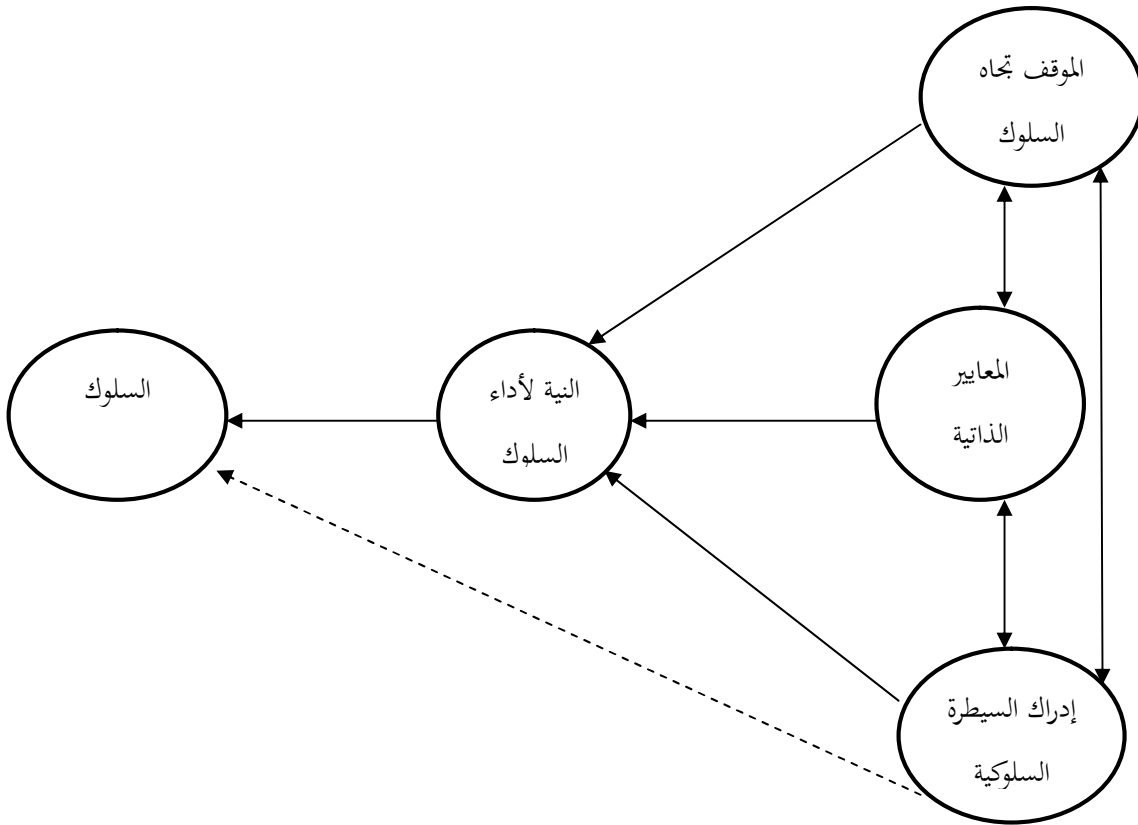 الموقف تجاه
السلوك
المعايير
الذاتية
النية لأداء
السلوك
السلوك
إدراك السيطرة
السلوكية